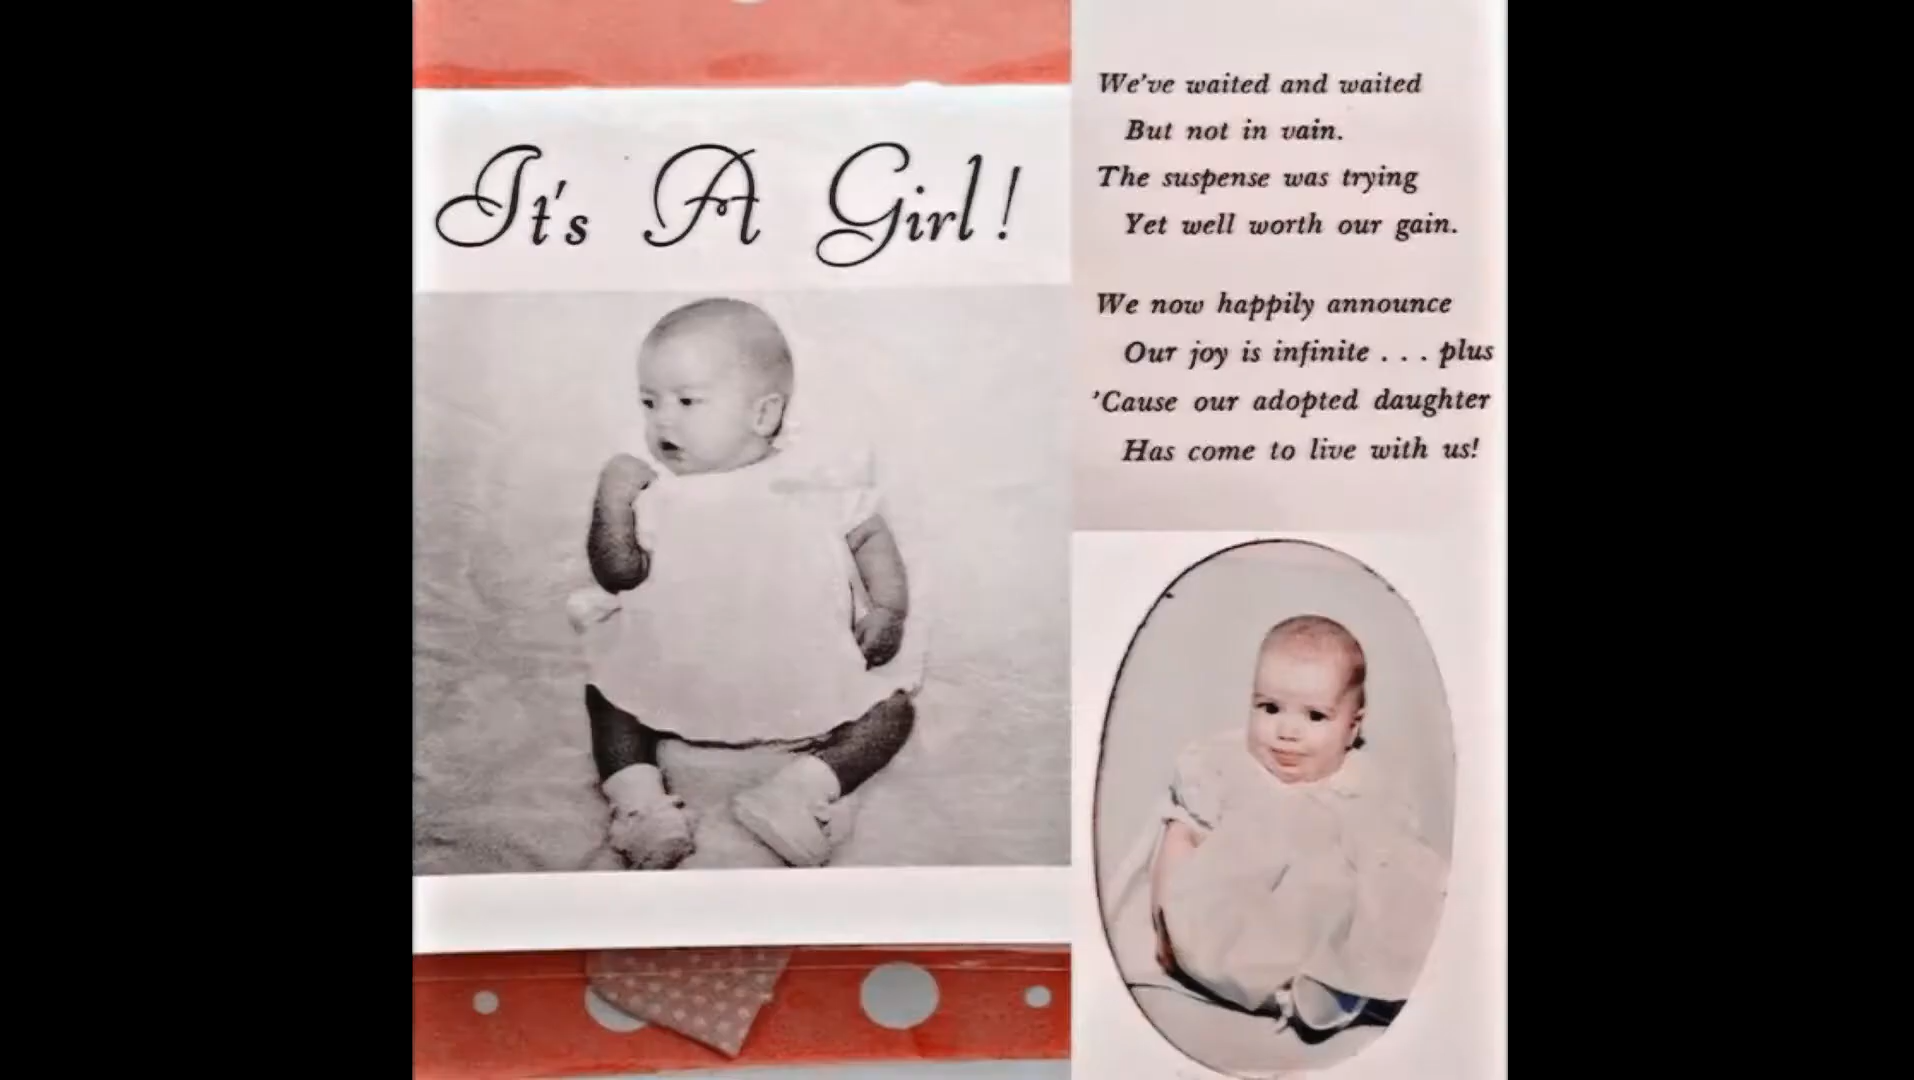 It's A Girl!
We've waited and waited
But not in vain.
The suspense was trying
Yet well worth our gain.
We now happily announce
Our joy is infinite . . . plus
'Cause our adopted daughter
Has come to live with us!